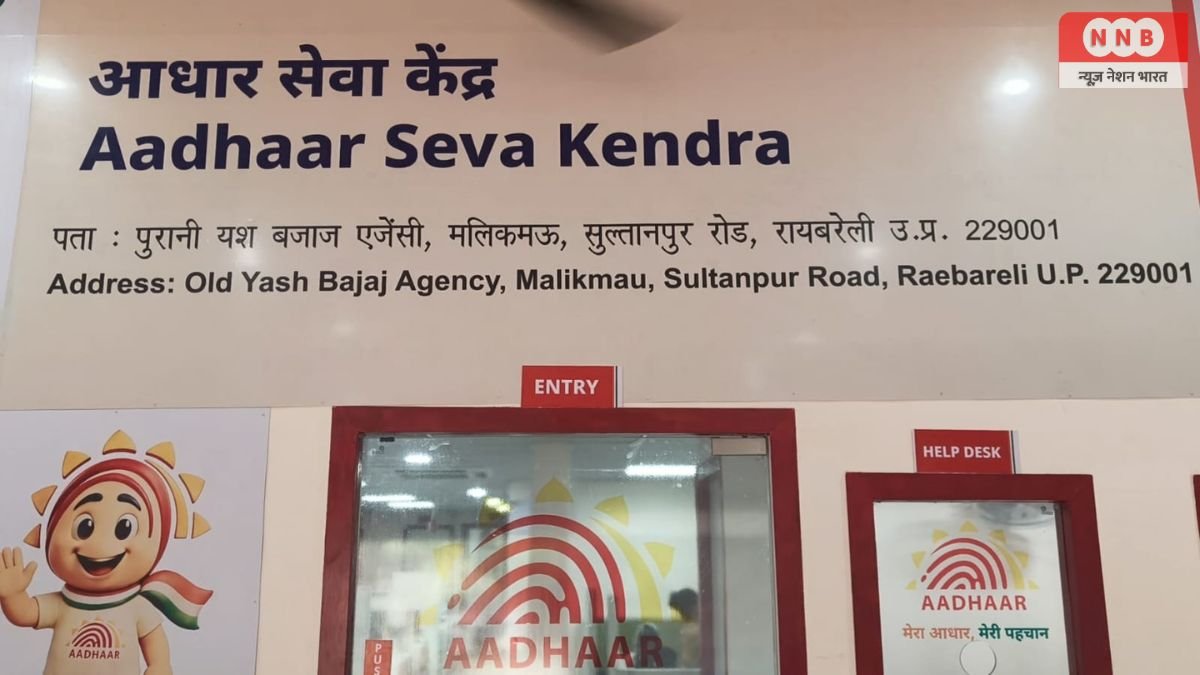 NNB
न्यूज़ नेशन भारत
आधार सेवा केंद्र
Aadhaar Seva Kendra
पता : पुरानी यश बजाज एजेंसी, मलिकमऊ, सुल्तानपुर रोड, रायबरेली उ.प्र. 229001
Address: Old Yash Bajaj Agency, Malikmau, Sultanpur Road, Raebareli U.P. 229001
ENTRY
HELP DESK
AADHAAR
मेरा आधार, मेरी पहचान
AADHAAR
AADHAAR
PUS